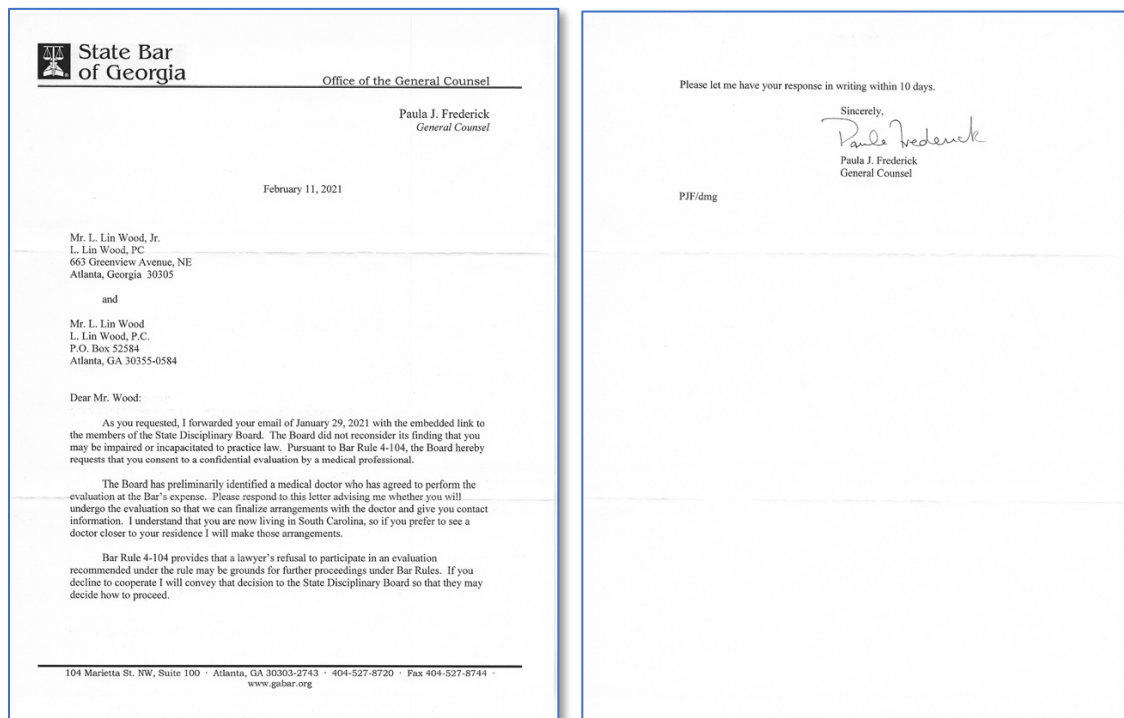 State Bar
of Georgia
Office of the General Counsel
Paula J. Frederick
General Counsel
February 11, 2021
Mr. L. Lin Wood, Jr.
L. Lin Wood, PC
663 Greenview Avenue, NE
Atlanta, Georgia 30305
and
Mr. L. Lin Wood
L. Lin Wood, P.C.
P.O. Box 52584
Atlanta, GA 30355-0584
Dear Mr. Wood:
As you requested, I forwarded your email of January 29, 2021 with the embedded link to
the members of the State Disciplinary Board. The Board did not reconsider its finding that you
may be impaired or incapacitated to practice law. Pursuant to Bar Rule 4-104, the Board hereby
requests that you consent to a confidential evaluation by a medical professional.
The Board has preliminarily identified a medical doctor who has agreed to perform the
evaluation at the Bar's expense. Please respond to this letter advising me whether you will
undergo the evaluation so that we can finalize arrangements with the doctor and give you contact
information. I understand that you are now living in South Carolina, so if you prefer to see a
doctor closer to your residence I will make those arrangements.
Bar Rule 4-104 provides that a lawyer's refusal to participate in an evaluation
recommended under the rule may be grounds for further proceedings under Bar Rules. If you
decline to cooperate I will convey that decision to the State Disciplinary Board so that they may
decide how to proceed.
104 Marietta St. NW, Suite 100 · Atlanta, GA 30303-2743 · 404-527-8720 · Fax 404-527-8744 ·
www.gabar.org
Please let me have your response in writing within 10 days.
Sincerely,
Paula Frederick
Paula J. Frederick
General Counsel
PJF/dmg